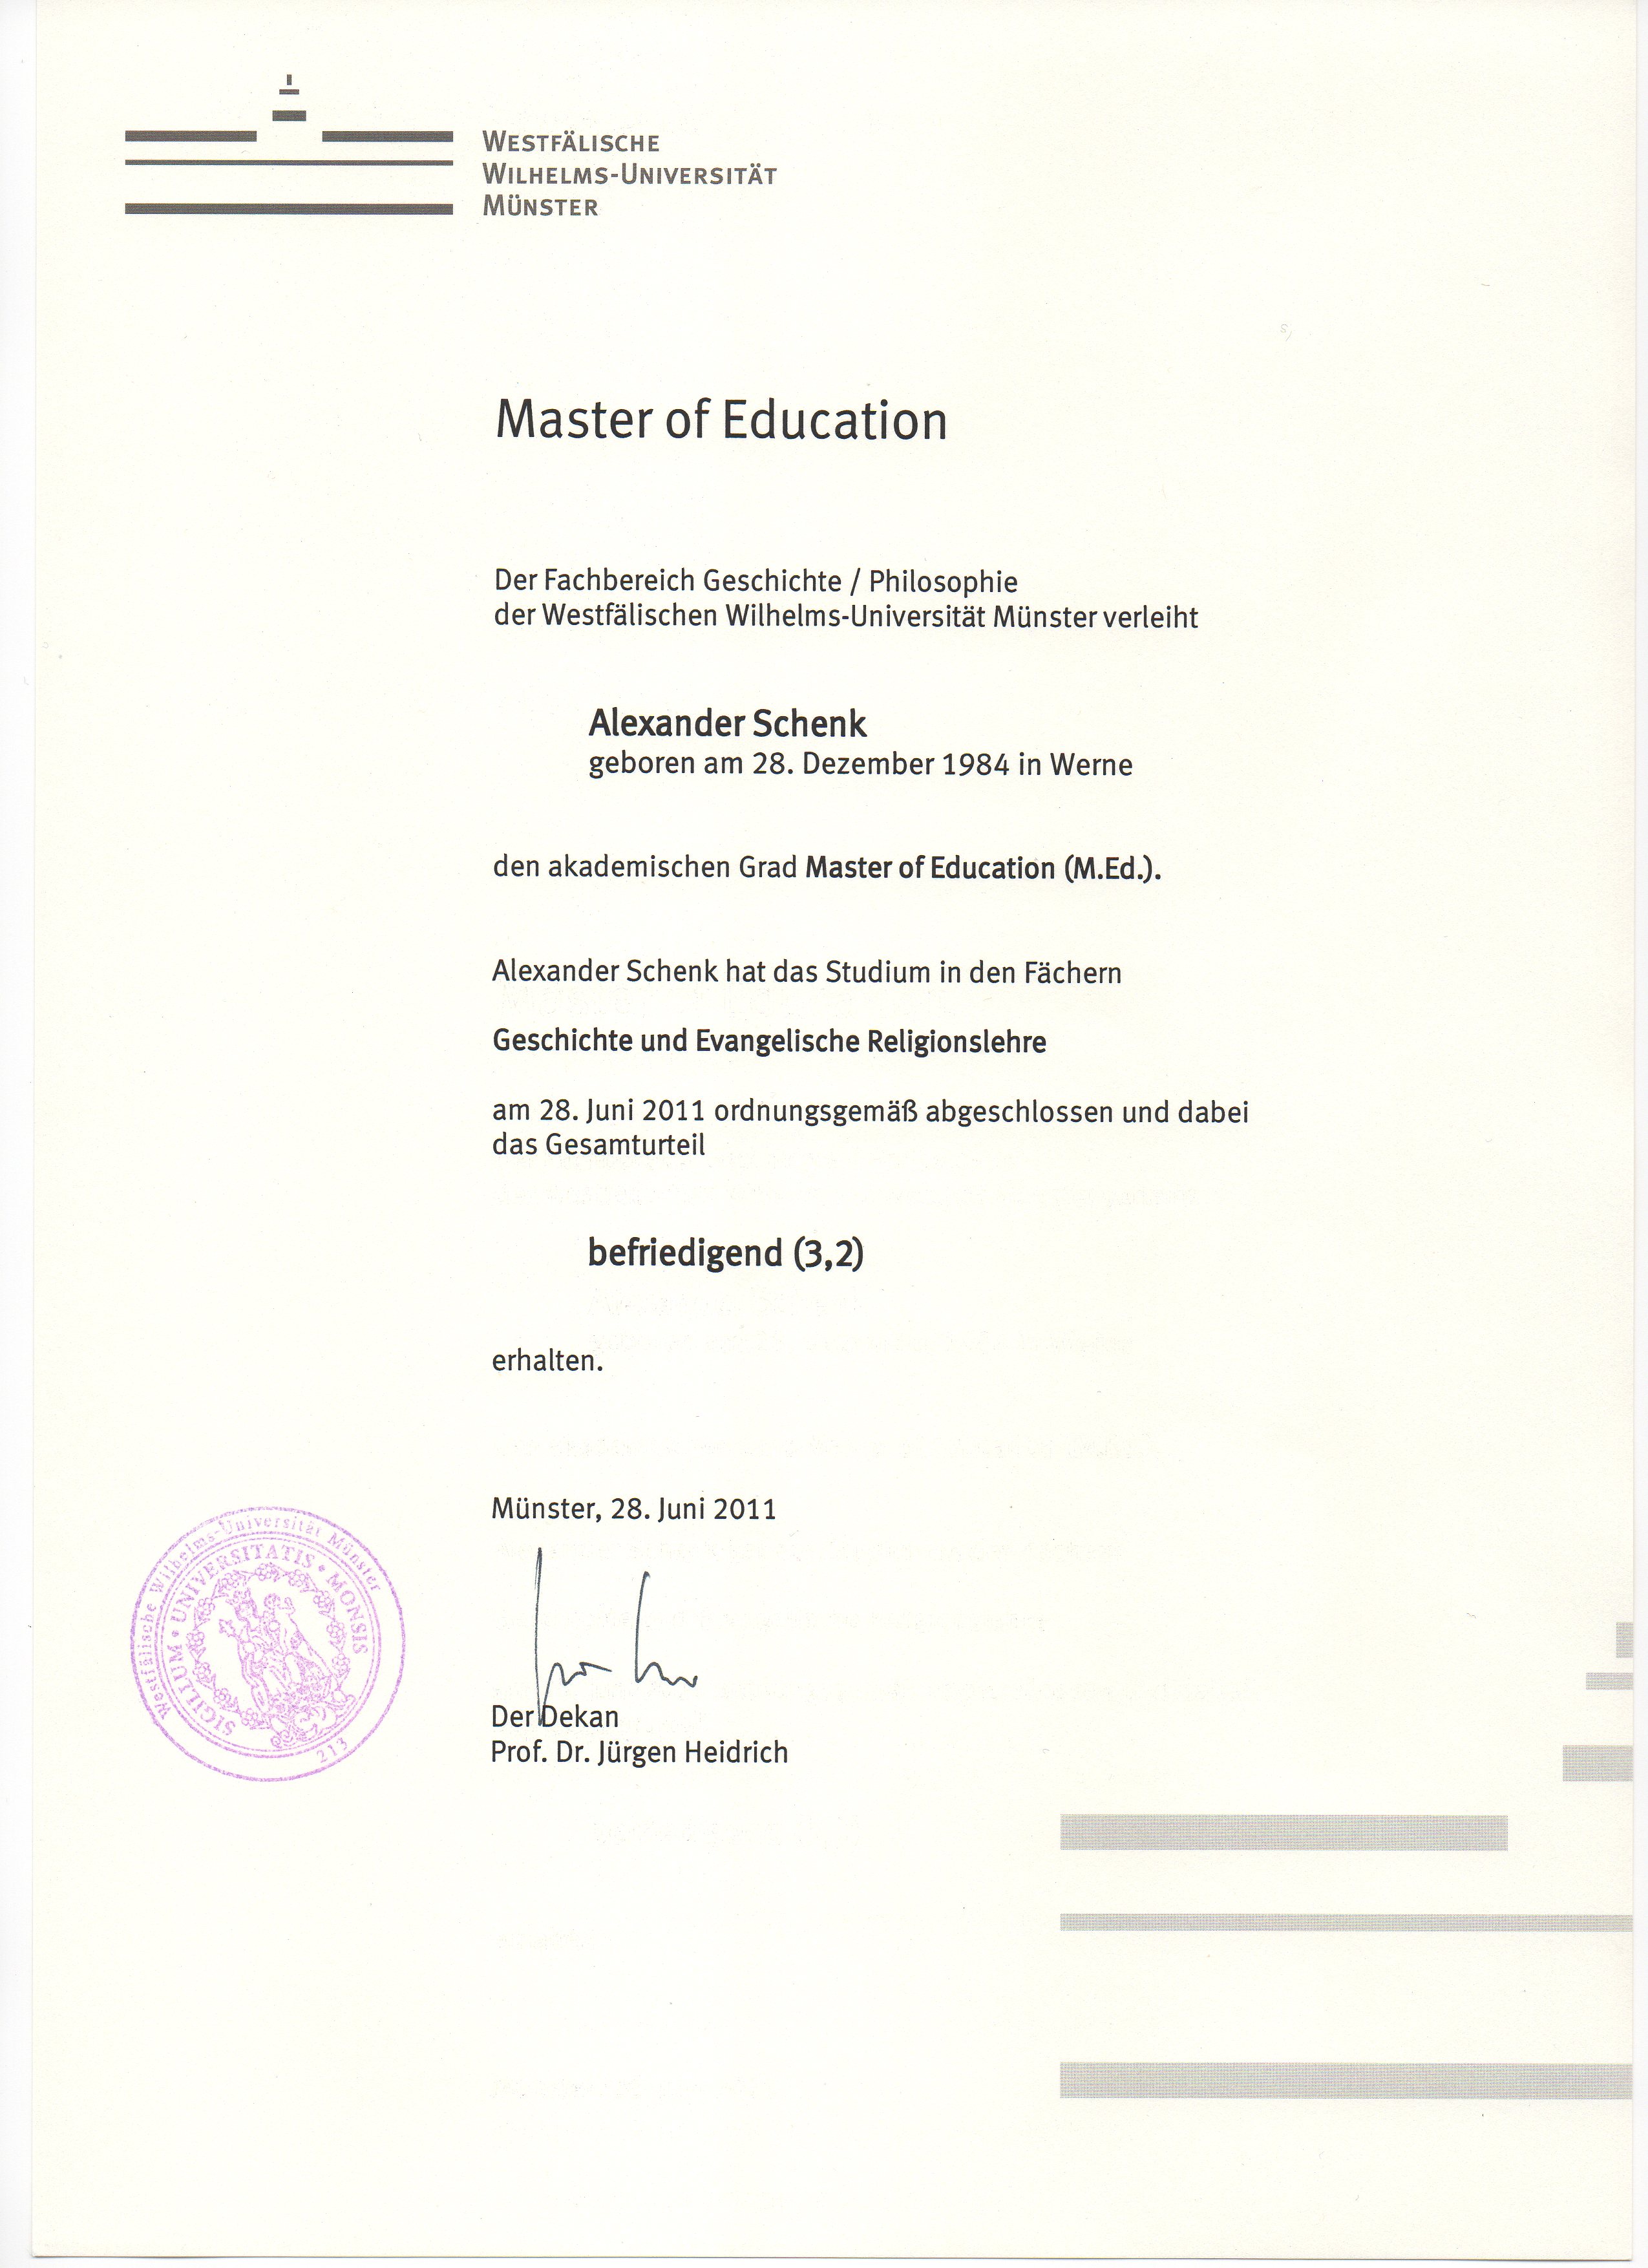 WESTFÄLISCHE
WILHELMS-UNIVERSITÄT
MÜNSTER
Master of Education
Der Fachbereich Geschichte / Philosophie
der Westfälischen Wilhelms-Universität Münster verleiht
Alexander Schenk
geboren am 28. Dezember 1984 in Werne
den akademischen Grad Master of Education (M.Ed.).
Alexander Schenk hat das Studium in den Fächern
Geschichte und Evangelische Religionslehre
am 28. Juni 2011 ordnungsgemäß abgeschlossen und dabei
das Gesamturteil
befriedigend (3,2)
erhalten.
Münster, 28. Juni 2011
Westfälische Wilhelms-Universität Münster
SIGILLUM • UNIVERSITATIS • MONSIS
213
Der Dekan
Prof. Dr. Jürgen Heidrich